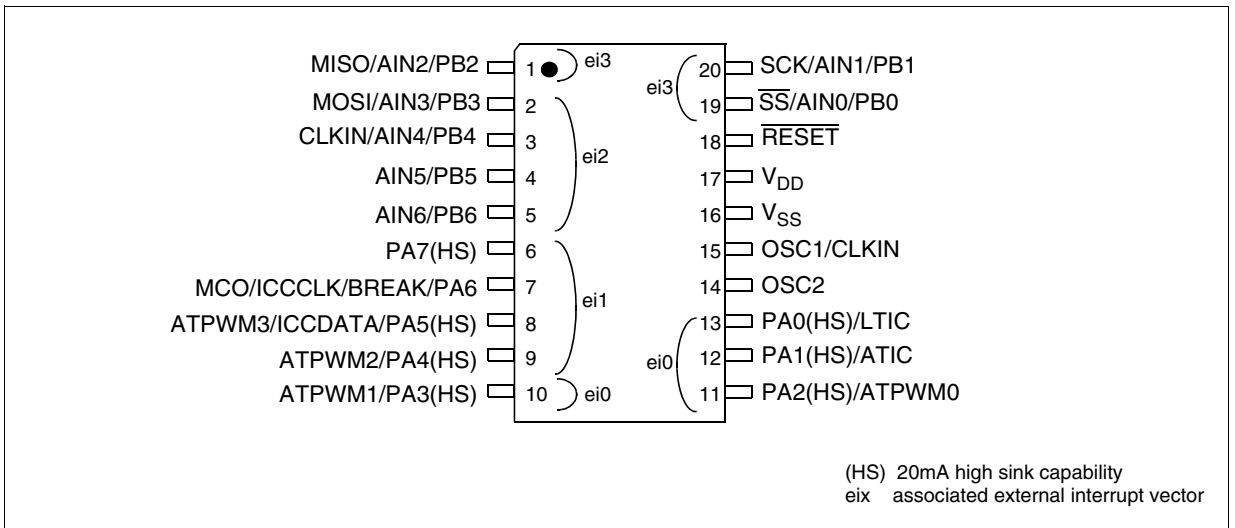 MISO/AIN2/PB2 1 ei3
MOSI/AIN3/PB3 2
CLKIN/AIN4/PB4 3
ei2
AIN5/PB5 4
AIN6/PB6 5
PA7(HS) 6
MCO/ICCCLK/BREAK/PA6 7
ei1
ATPWM3/ICCDATA/PA5(HS) 8
ATPWM2/PA4(HS) 9
ATPWM1/PA3(HS) 10 ei0
20 SCK/AIN1/PB1
ei3
19 SS/AIN0/PB0
18 RESET
17 VDD
16 VSS
15 OSC1/CLKIN
14 OSC2
13 PA0(HS)/LTIC
ei0 12 PA1(HS)/ATIC
11 PA2(HS)/ATPWM0
(HS) 20mA high sink capability
eix associated external interrupt vector